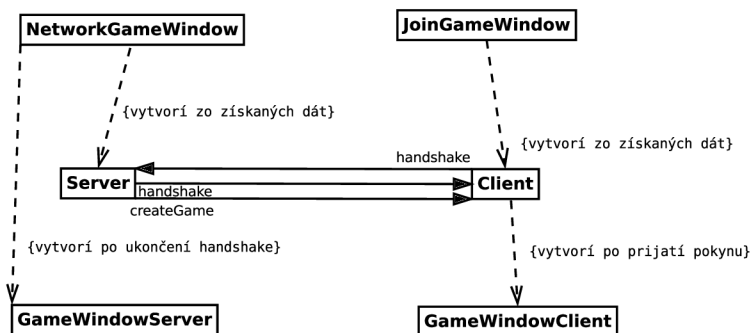 NetworkGameWindow
JoinGameWindow
{vytvorí zo získaných dát}
{vytvorí zo získaných dát}
handshake
Server
Client
handshake
createGame
{vytvorí po ukončení handshake}
{vytvorí po prijatí pokynu}
GameWindowServer
GameWindowClient